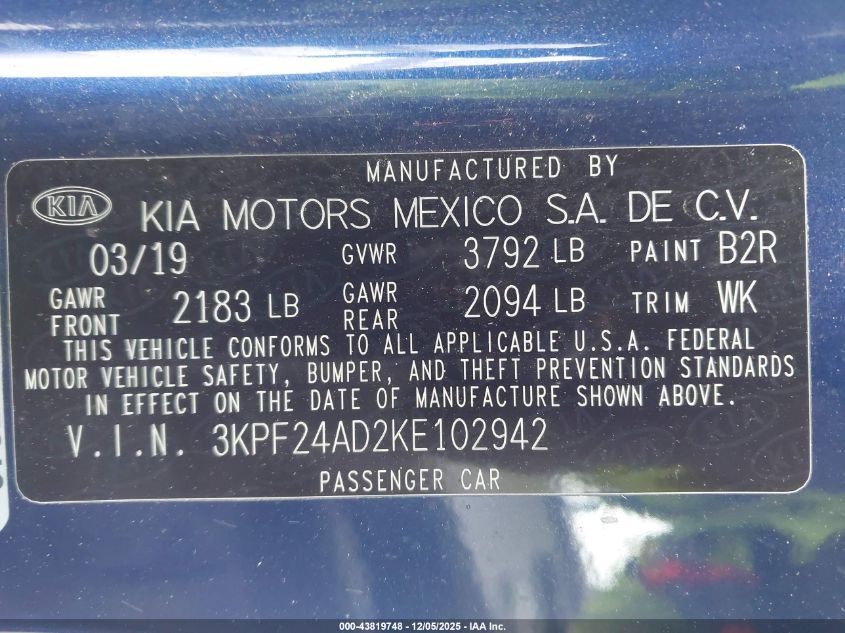 MANUFACTURED BY
KIA KIA MOTORS MEXICO S.A. DE C.V.
03/19 GVWR 3792 LB PAINT B2R
GAWR FRONT 2183 LB GAWR REAR 2094 LB TRIM WK
THIS VEHICLE CONFORMS TO ALL APPLICABLE U.S.A. FEDERAL
MOTOR VEHICLE SAFETY, BUMPER, AND THEFT PREVENTION STANDARDS
IN EFFECT ON THE DATE OF MANUFACTURE SHOWN ABOVE.
V.I.N. 3KPF24AD2KE102942
PASSENGER CAR
000-43819748 - 12/05/2025 - IAA Inc.